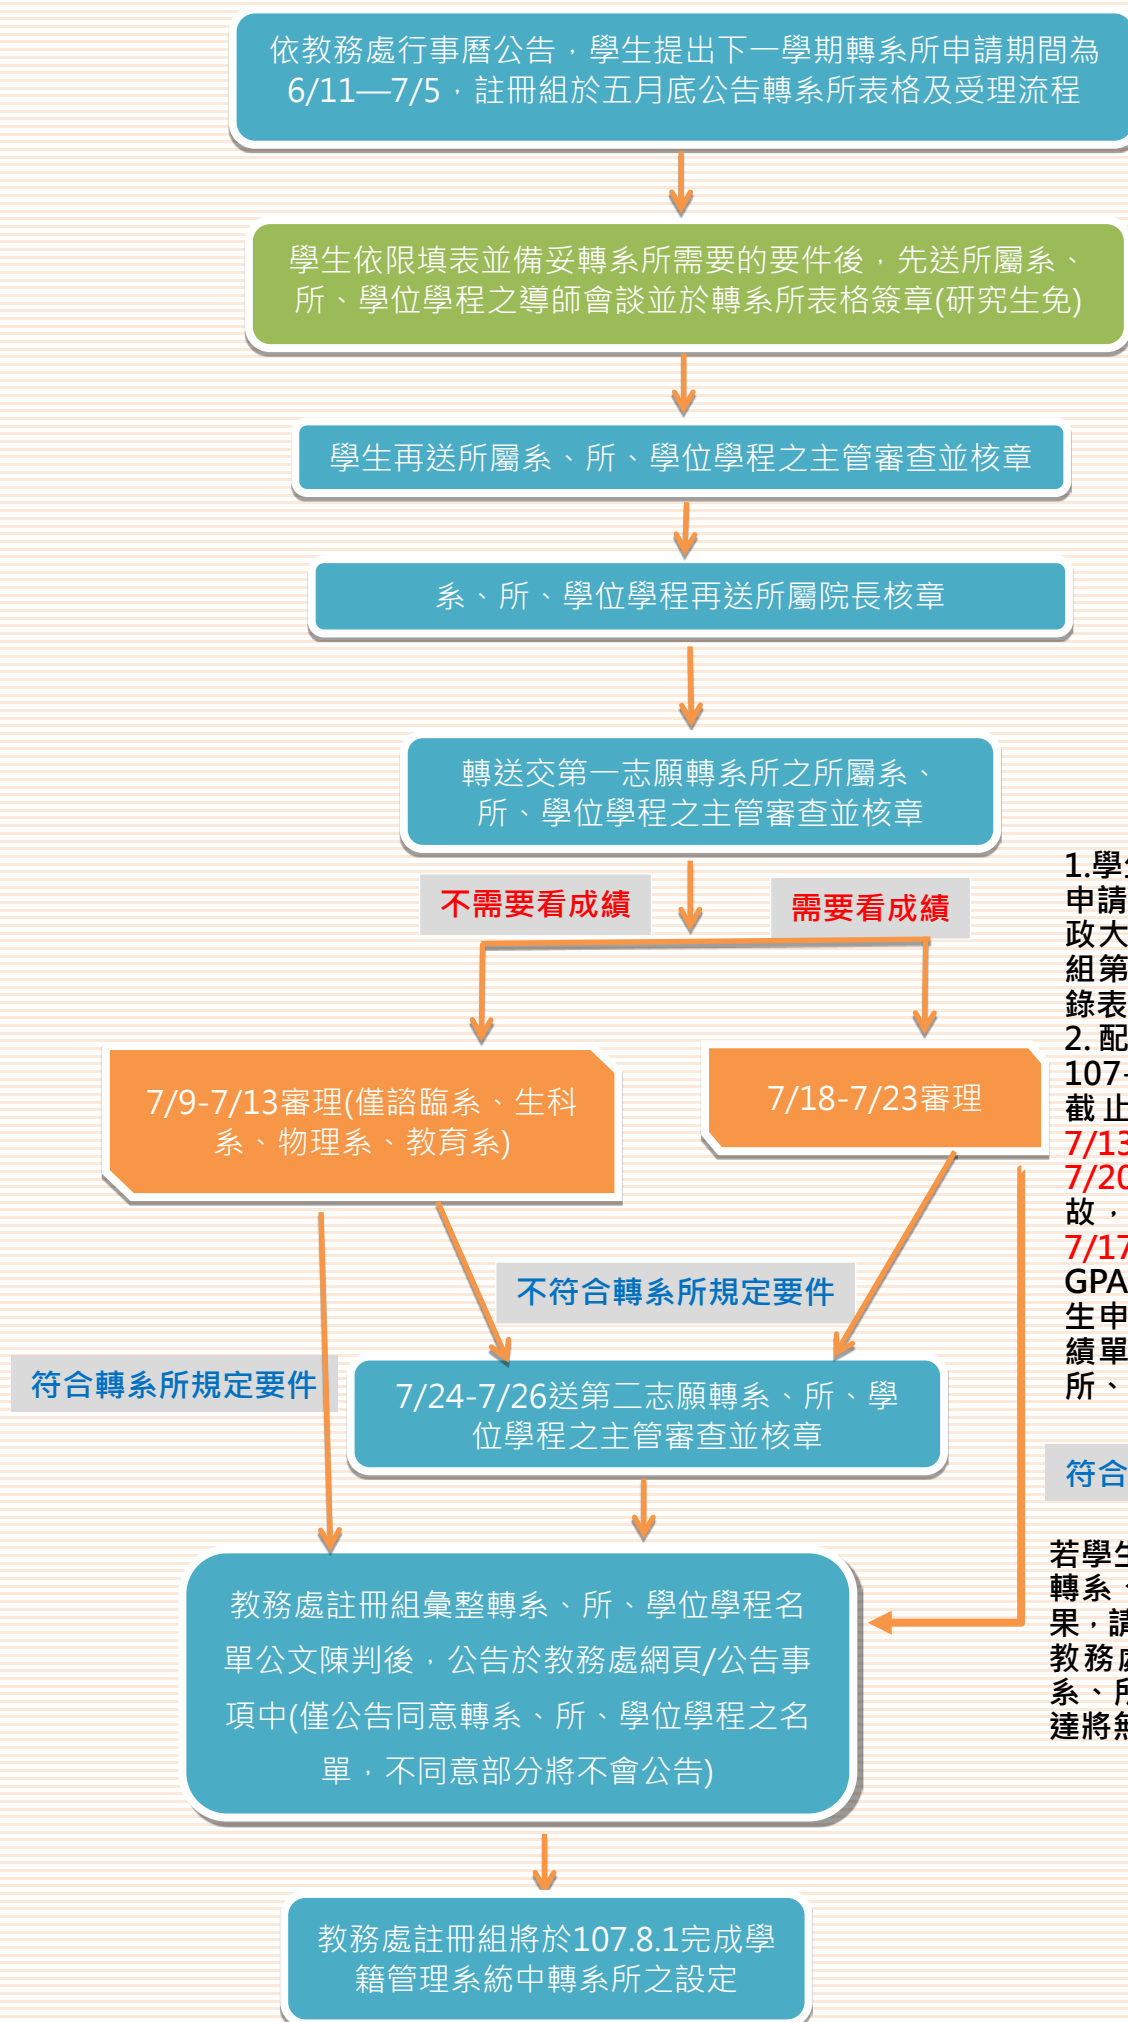 依教務處行事曆公告，學生提出下一學期轉系所申請期間為
6/11—7/5，註冊組於五月底公告轉系所表格及受理流程
學生依限填表並備妥轉系所需要的要件後，先送所屬系、
所、學位學程之導師會談並於轉系所表格簽章(研究生免)
學生再送所屬系、所、學位學程之主管審查並核章
系、所、學位學程再送所屬院長核章
轉送交第一志願轉系所之所屬系、
所、學位學程之主管審查並核章
不需要看成績
需要看成績
7/9-7/13審理(僅諮臨系、生科
系、物理系、教育系)
7/18-7/23審理
1.學
申請
政大
組第
錄表
2.配
107-
截止
7/13
7/20
故，
7/17
GPA
生申
績單
所、
不符合轉系所規定要件
符合轉系所規定要件
7/24-7/26送第二志願轉系、所、學
位學程之主管審查並核章
符合
若學生
轉系、
果，請
教務處
系、所
達將無
教務處註冊組彙整轉系、所、學位學程名
單公文陳判後，公告於教務處網頁/公告事
項中(僅公告同意轉系、所、學位學程之名
單，不同意部分將不會公告)
教務處註冊組將於107.8.1完成學
籍管理系統中轉系所之設定